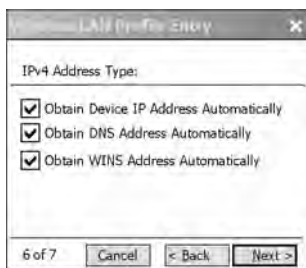 Wireless LAN Profile Entry
IPv4 Address Type:
Obtain Device IP Address Automatically
Obtain DNS Address Automatically
Obtain WINS Address Automatically
6 of 7 Cancel < Back Next >